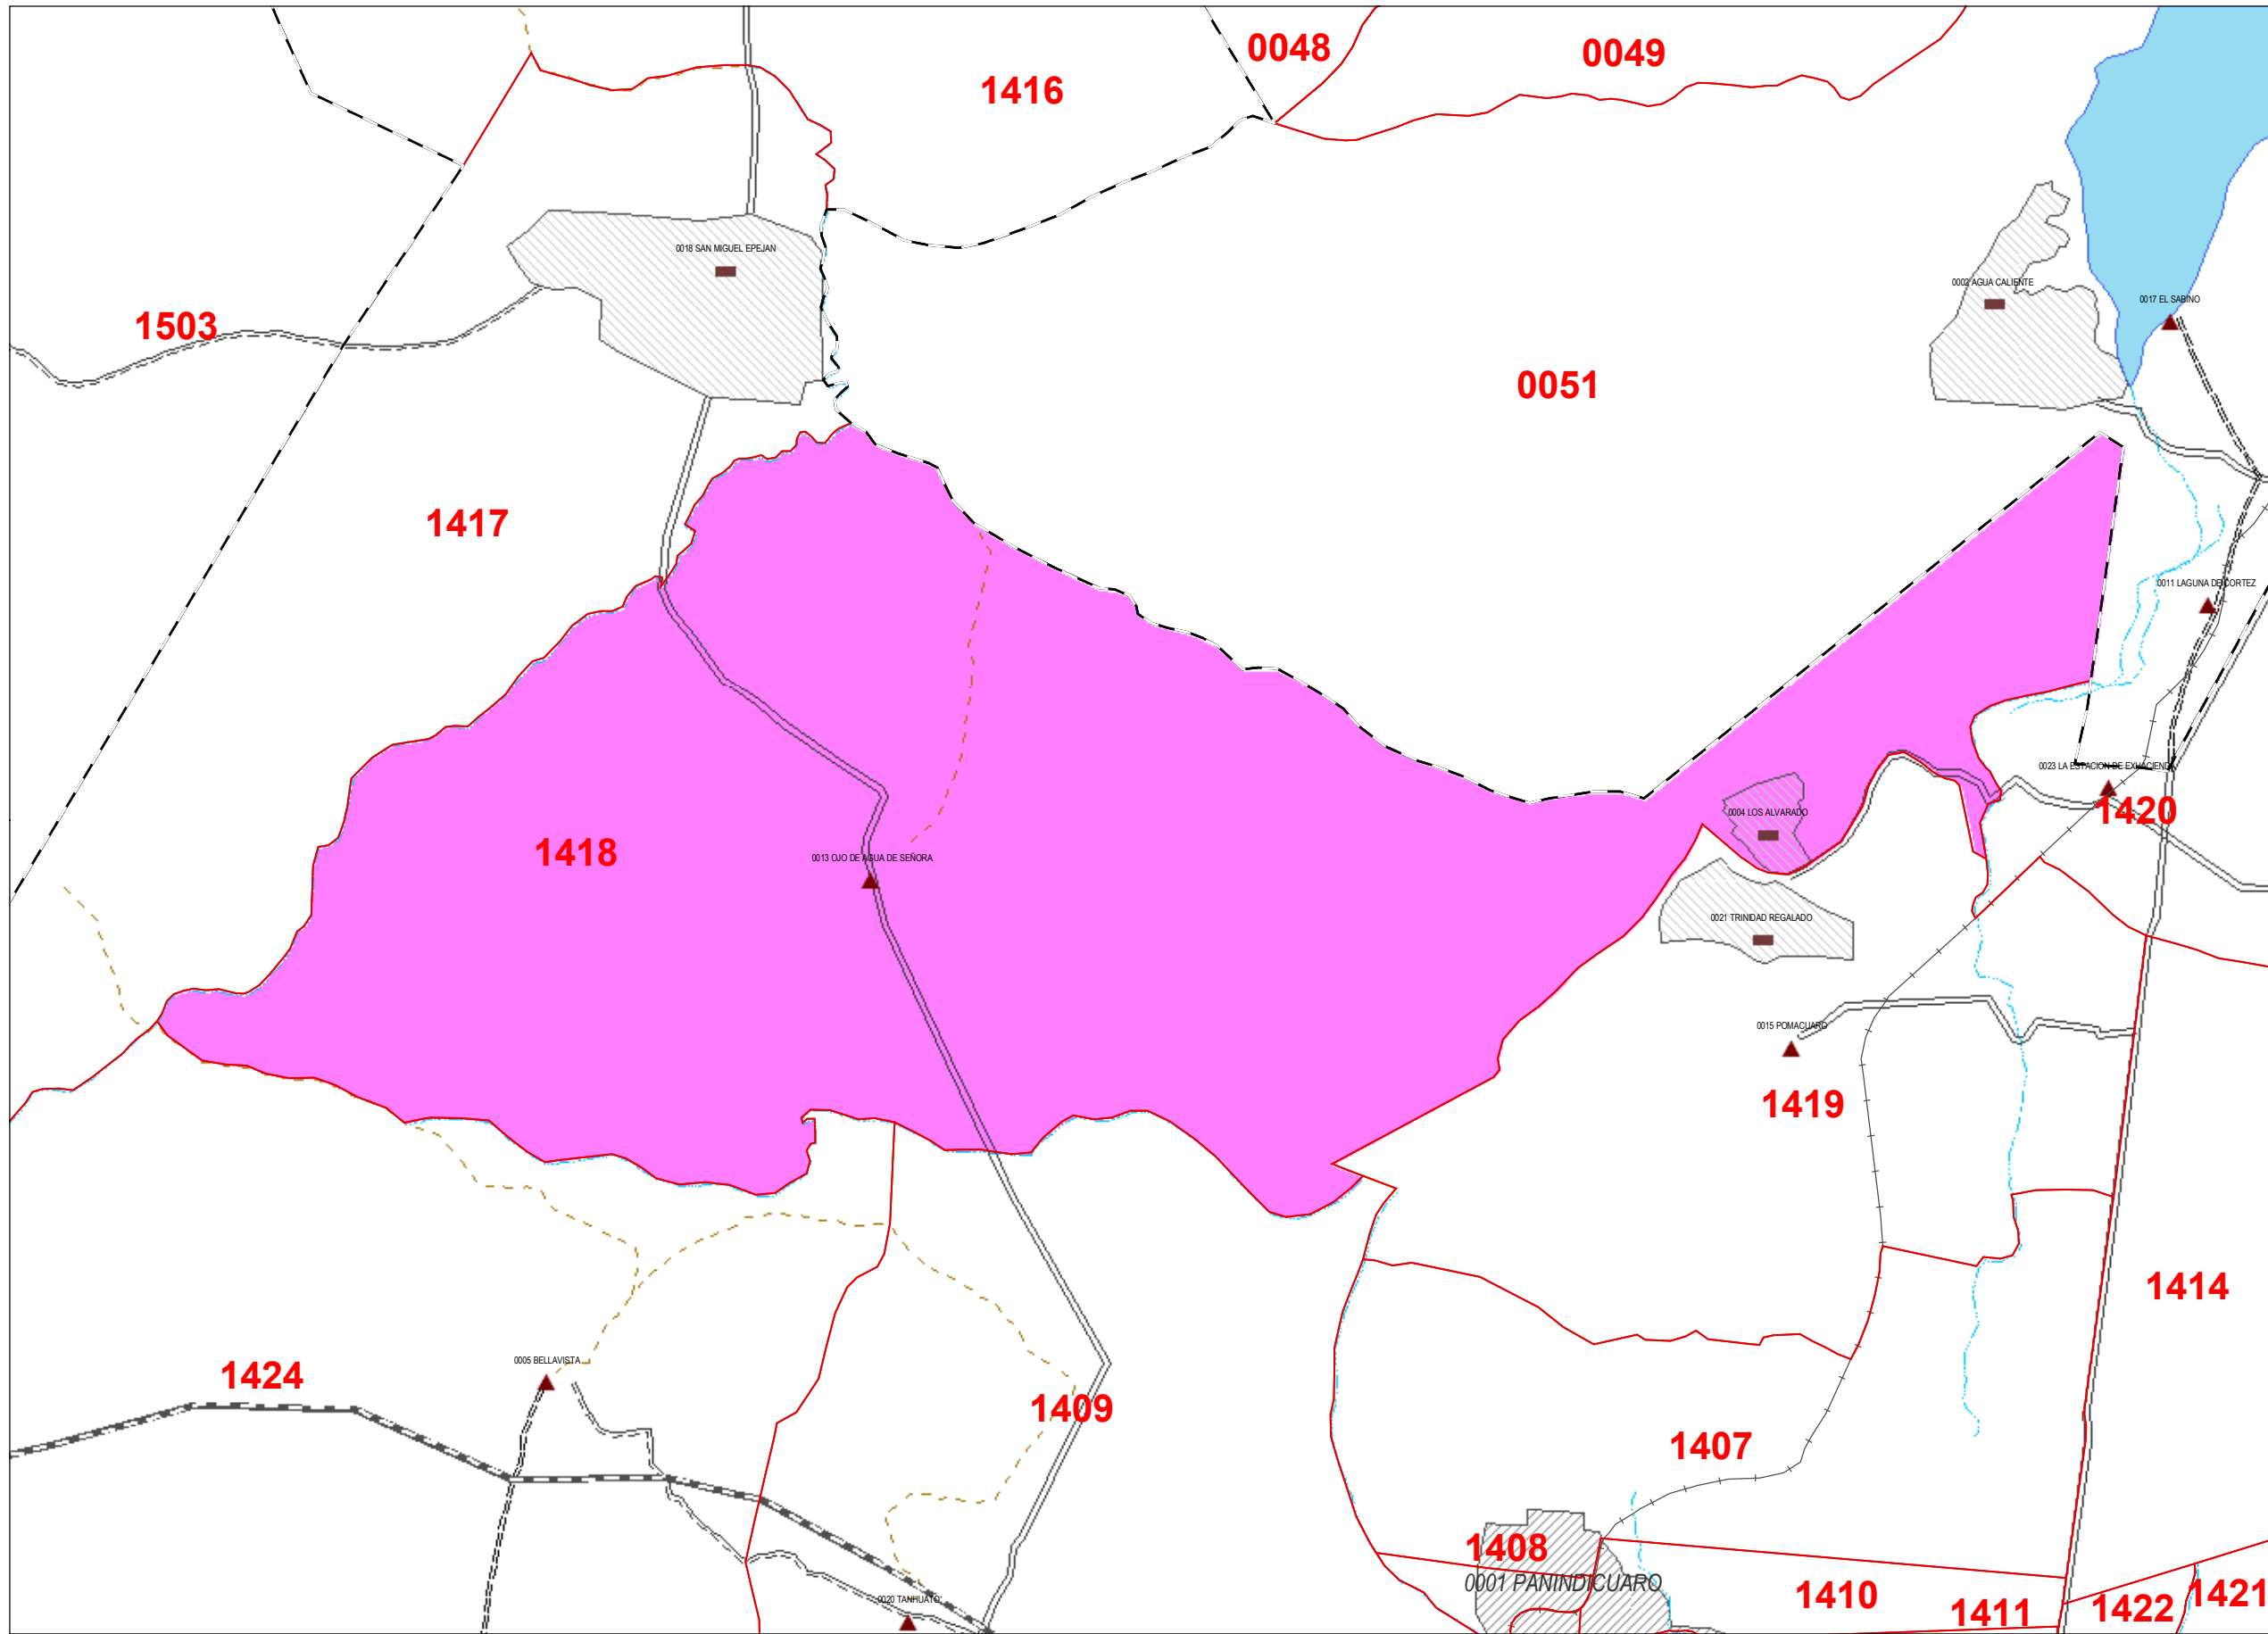 0048
0049
1416
0018 SAN MIGUEL EPEJAN
0002 AGUA CALIENTE
0017 EL SABINO
1503
0051
1417
0011 LAGUNA DE CORTEZ
0023 LA ESTACION DE EXHACIENDA
1420
0004 LOS ALVARADO
1418
0013 OJO DE AGUA DE SEÑORA
0021 TRINIDAD REGALADO
0015 POMACUARO
1419
1414
0005 BELLAVISTA
1424
1409
1407
1408
0001 PANINDICUARO
1410
1411
1422
1421
0020 TANHUATO